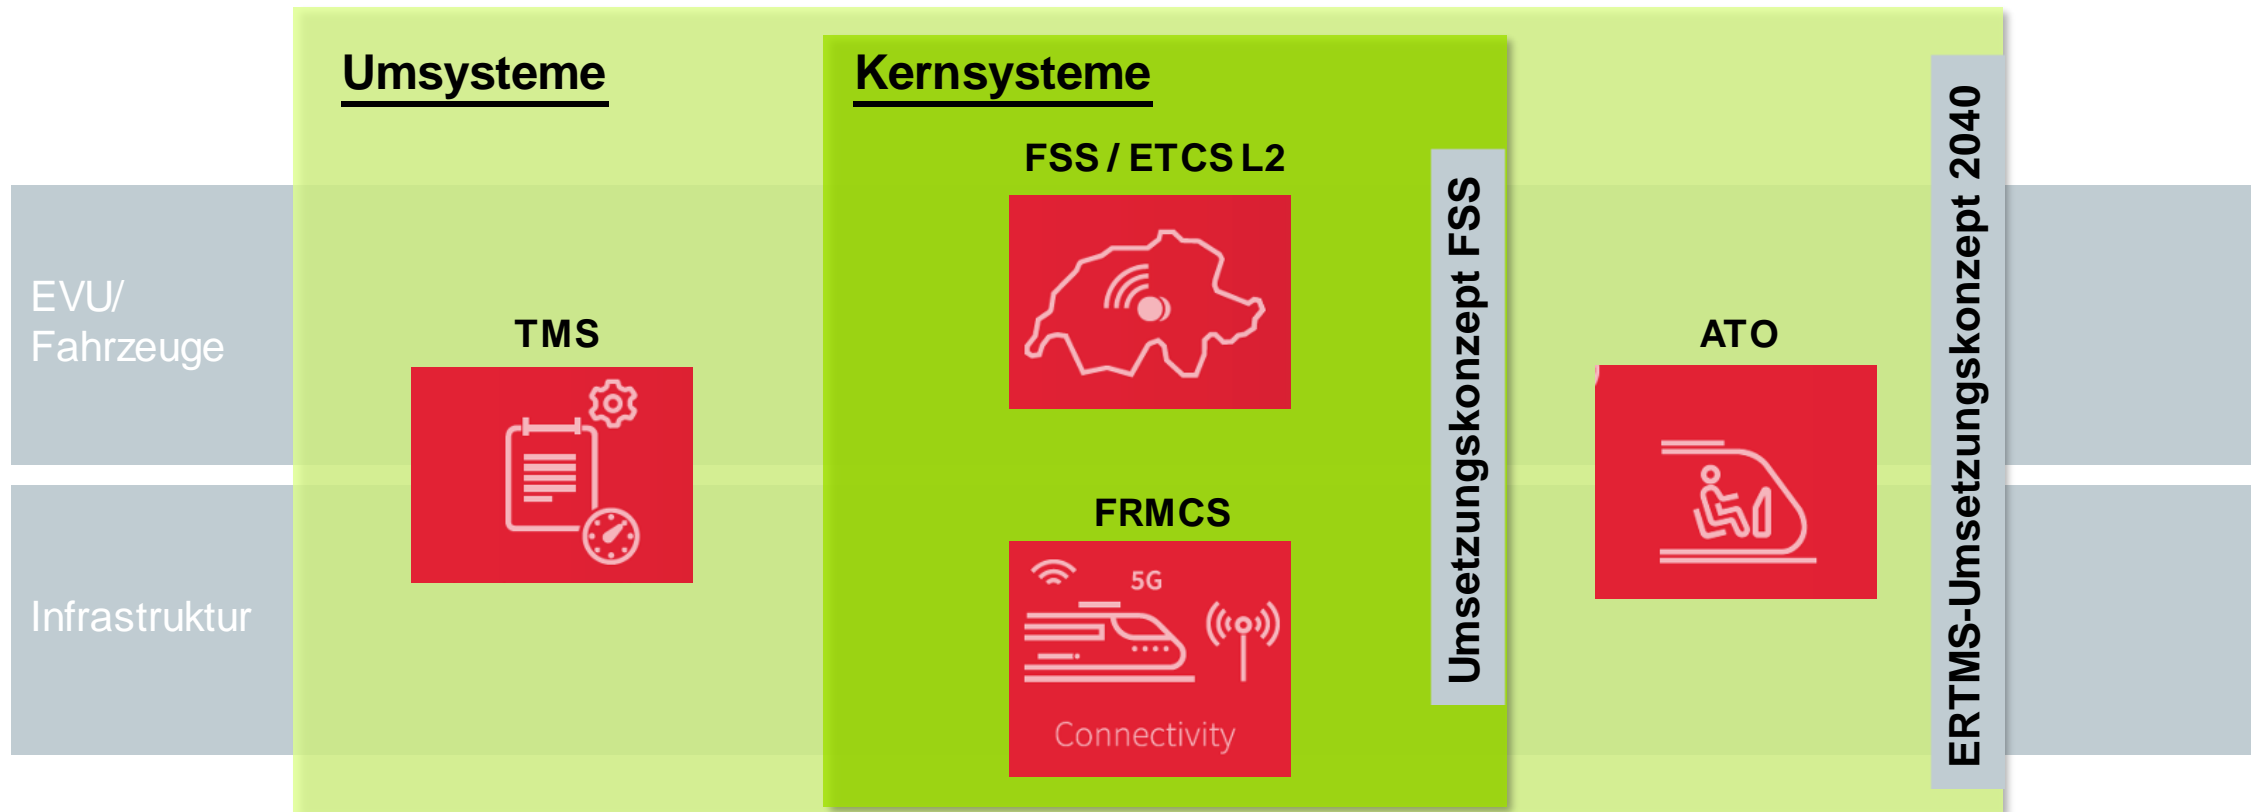 Umsysteme
Kernsysteme
FSS / ETCS L2
EVU/
Fahrzeuge
TMS
ATO
FRMCS
5G
Connectivity
Infrastruktur
Umsetzungskonzept FSS
ERTMS-Umsetzungskonzept 2040